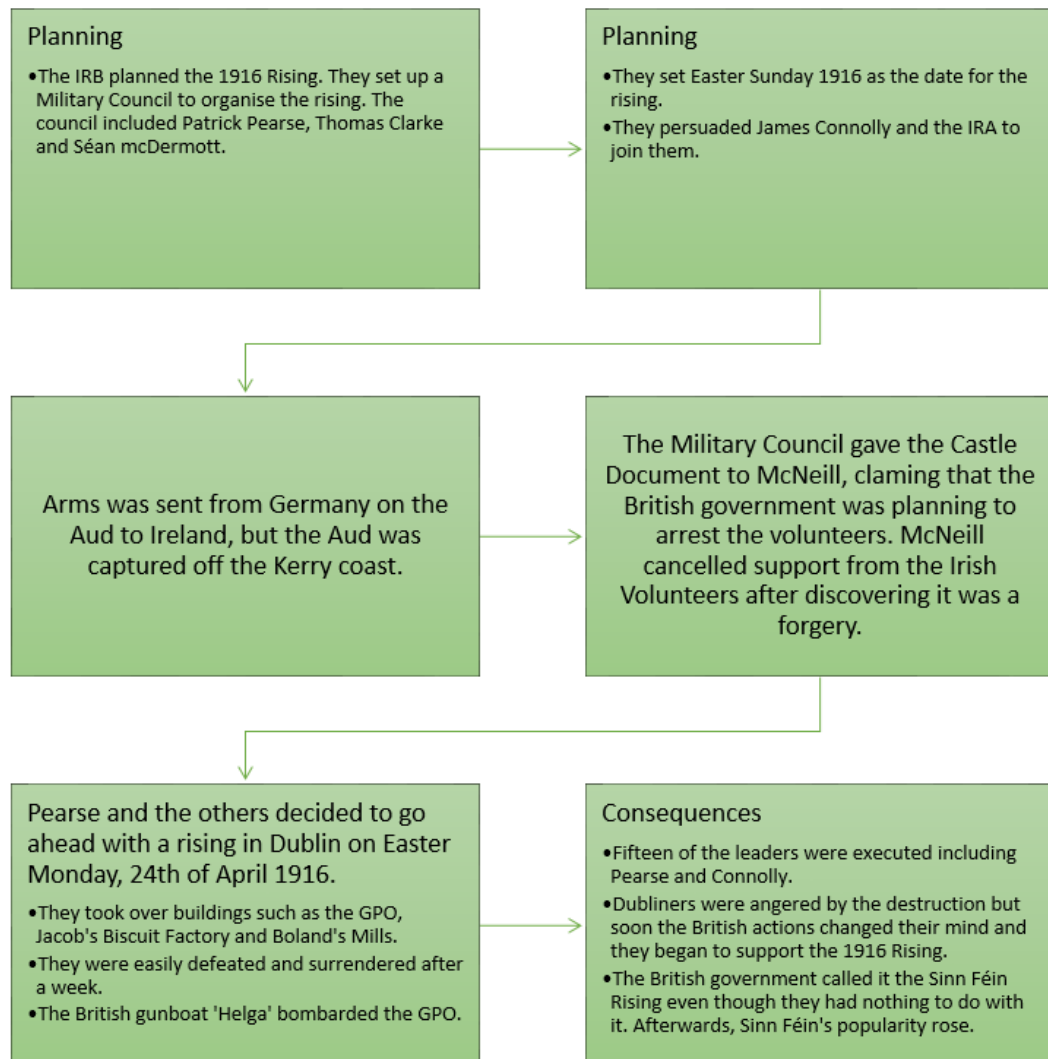 Planning
•The IRB planned the 1916 Rising. They set up a
Military Council to organise the rising. The
council included Patrick Pearse, Thomas Clarke
and Séan mcDermott.
Planning
•They set Easter Sunday 1916 as the date for the
rising.
•They persuaded James Connolly and the IRA to
join them.
Arms was sent from Germany on the
Aud to Ireland, but the Aud was
captured off the Kerry coast.
The Military Council gave the Castle
Document to McNeill, claming that the
British government was planning to
arrest the volunteers. McNeill
cancelled support from the Irish
Volunteers after discovering it was a
forgery.
Pearse and the others decided to go
ahead with a rising in Dublin on Easter
Monday, 24th of April 1916.
•They took over buildings such as the GPO,
Jacob's Biscuit Factory and Boland's Mills.
•They were easily defeated and surrendered after
a week.
•The British gunboat 'Helga' bombarded the GPO.
Consequences
•Fifteen of the leaders were executed including
Pearse and Connolly.
•Dubliners were angered by the destruction but
soon the British actions changed their mind and
they began to support the 1916 Rising.
•The British government called it the Sinn Féin
Rising even though they had nothing to do with
it. Afterwards, Sinn Féin's popularity rose.